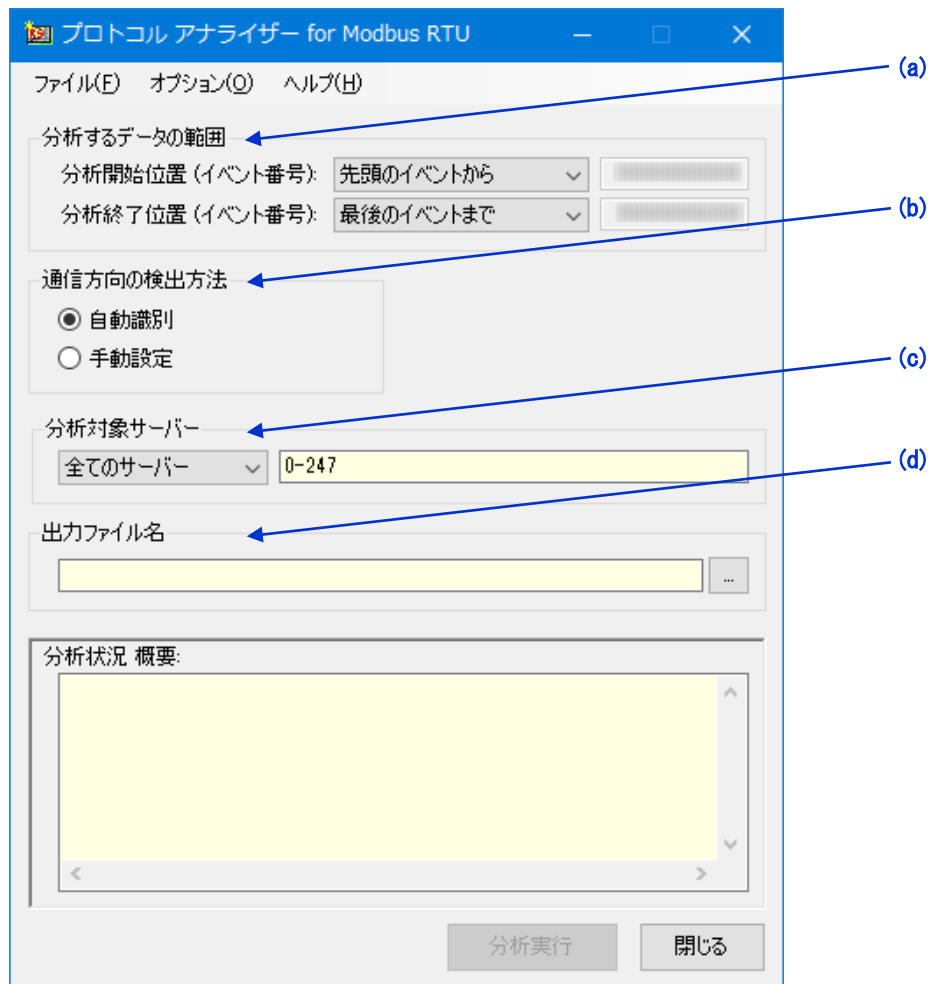 プロトコル アナライザー for Modbus RTU
ファイル(F) オプション(O) ヘルプ(H)
(a)
分析するデータの範囲
分析開始位置 (イベント番号): 先頭のイベントから
分析終了位置 (イベント番号): 最後のイベントまで
(b)
通信方向の検出方法
自動識別
手動設定
(c)
分析対象サーバー
全てのサーバー 0-247
(d)
出力ファイル名
...
分析状況 概要:
分析実行 閉じる